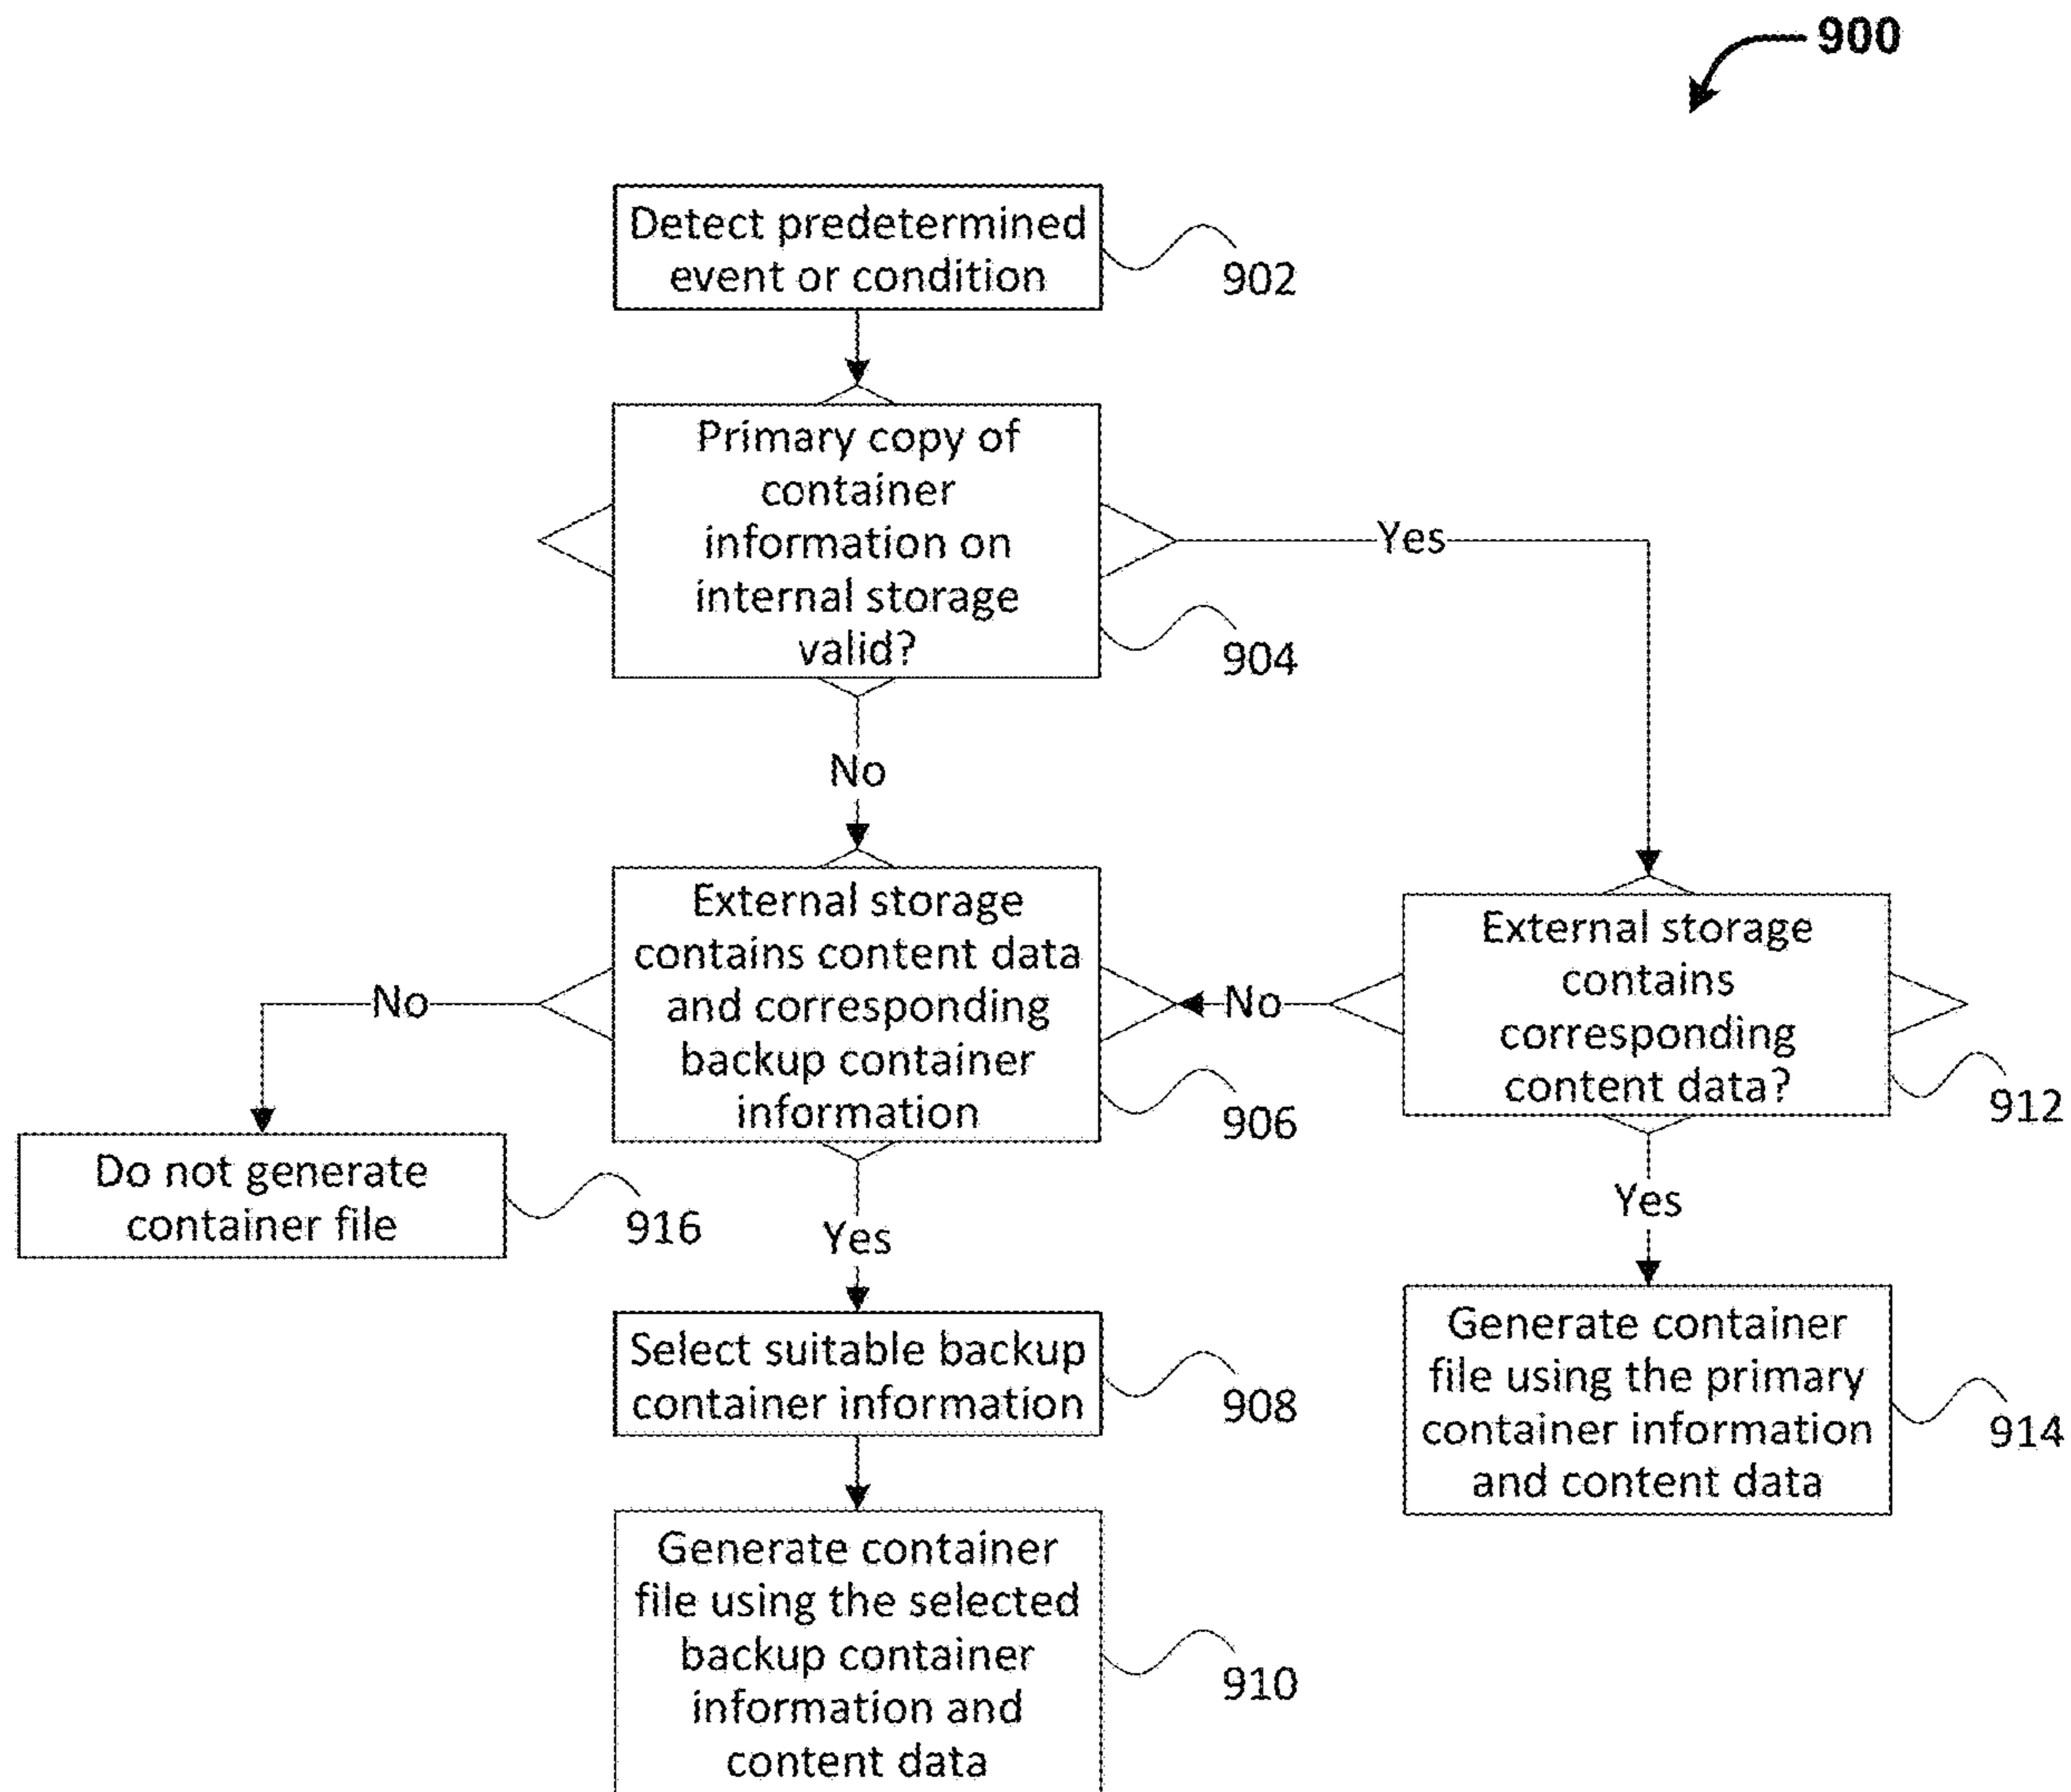 900
Detect predetermined
event or condition
902
Primary copy of
container
information on
internal storage
valid?
904
Yes
No
External storage
contains content data
and corresponding
backup container
information
906
No
No
External storage
contains
corresponding
content data?
912
Do not generate
container file
916
Yes
Yes
Select suitable backup
container information
908
Generate container
file using the primary
container information
and content data
914
Generate container
file using the selected
backup container
information and
content data
910